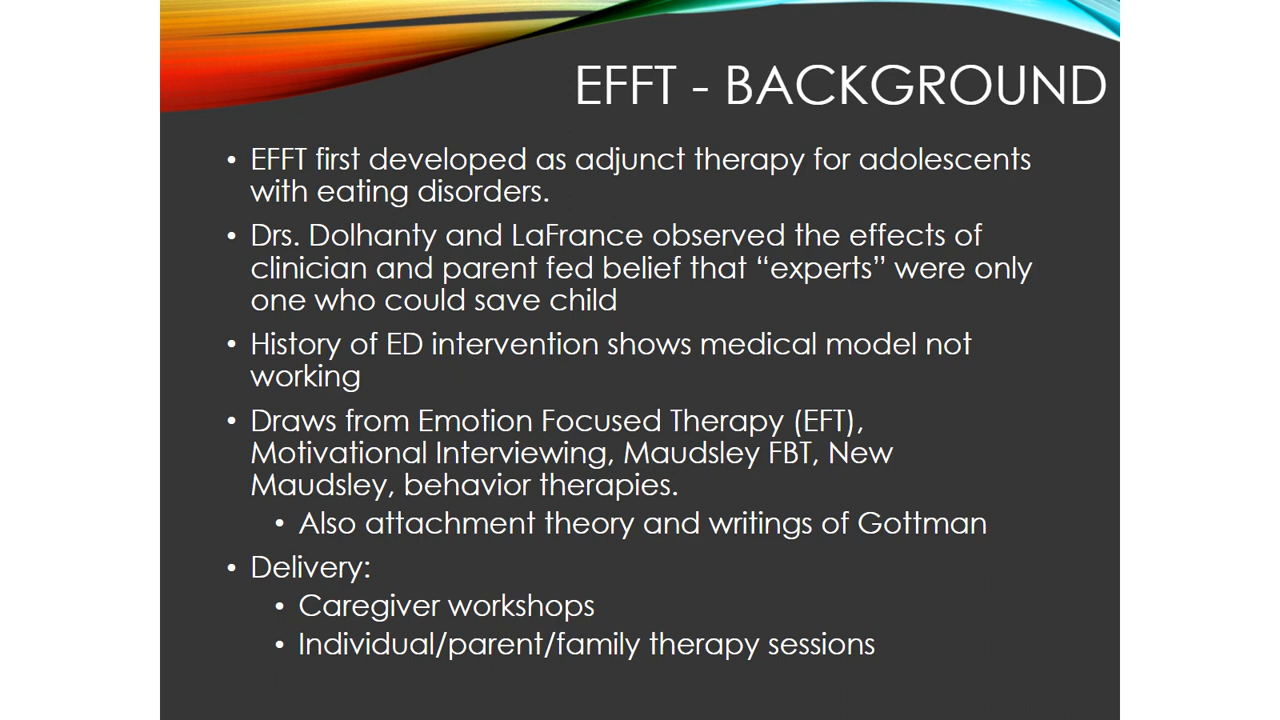 EFFT - BACKGROUND
• EFFT first developed as adjunct therapy for adolescents
with eating disorders.
• Drs. Dolhanty and LaFrance observed the effects of
clinician and parent fed belief that “experts” were only
one who could save child
• History of ED intervention shows medical model not
working
• Draws from Emotion Focused Therapy (EFT),
Motivational Interviewing, Maudsley FBT, New
Maudsley, behavior therapies.
• Also attachment theory and writings of Gottman
• Delivery:
• Caregiver workshops
• Individual/parent/family therapy sessions